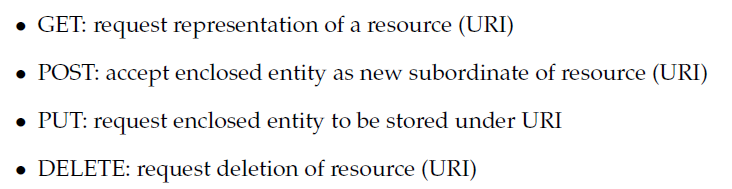 • GET: request representation of a resource (URI)
• POST: accept enclosed entity as new subordinate of resource (URI)
• PUT: request enclosed entity to be stored under URI
• DELETE: request deletion of resource (URI)